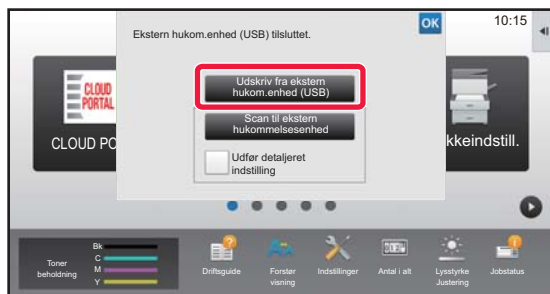 Ekstern hukom.enhed (USB) tilsluttet.
OK
10:15
Udskriv fra ekstern
hukom.enhed (USB)
Scan til ekstern
hukommelsesenhed
Udfør detaljeret
indstilling
CLOUD
PORTAL
CLOUD PO
kkeindstill.
Toner
beholdning
Bk
C
M
Y
Driftsguide
Forstør
visning
Indstillinger
Antal i alt
Lysstyrke
Justering
Jobstatus